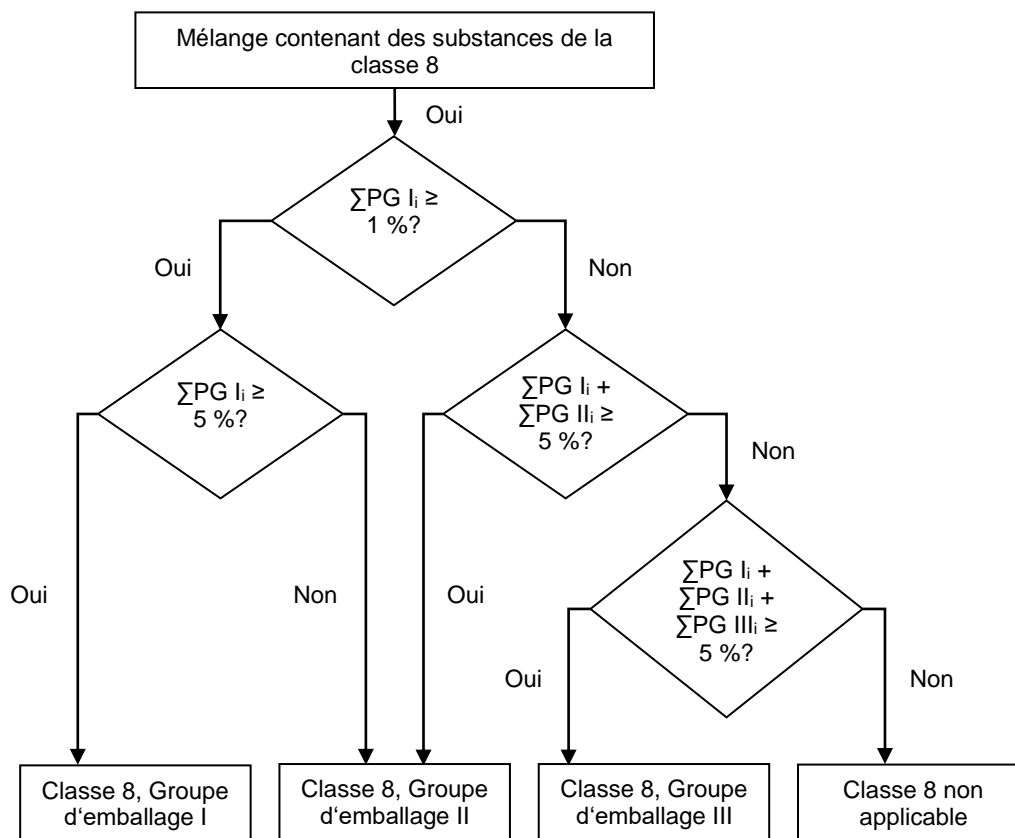 Mélange contenant des substances de la
classe 8
Oui
∑PG Iᵢ ≥
1 %?
Oui
Non
∑PG Iᵢ ≥
5 %?
∑PG Iᵢ +
∑PG IIᵢ ≥
5 %?
Non
∑PG Iᵢ +
∑PG IIᵢ +
∑PG IIIᵢ ≥
5 %?
Oui
Non
Oui
Oui
Non
Classe 8, Groupe
d‘emballage I
Classe 8, Groupe
d‘emballage II
Classe 8, Groupe
d‘emballage III
Classe 8 non
applicable